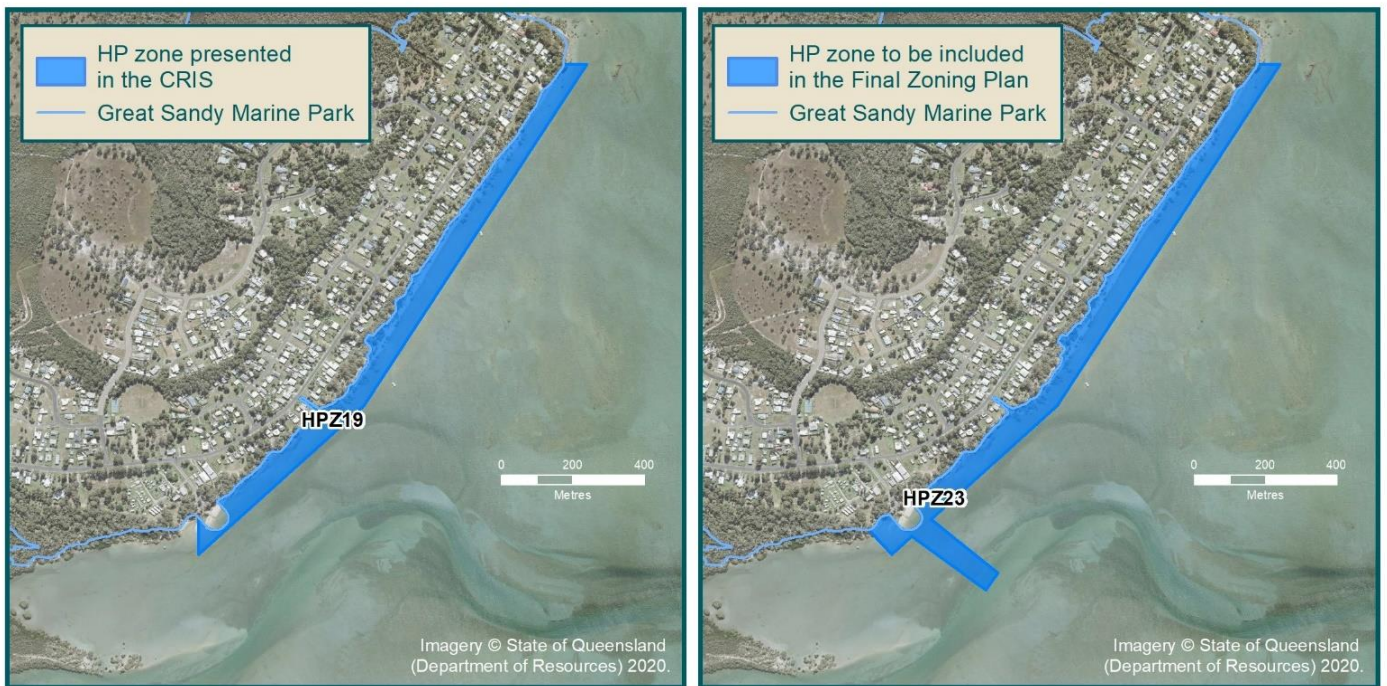 HP zone presented
in the CRIS
Great Sandy Marine Park
HPZ19
0 200 400
Metres
Imagery © State of Queensland
(Department of Resources) 2020.
HP zone to be included
in the Final Zoning Plan
Great Sandy Marine Park
HPZ23
0 200 400
Metres
Imagery © State of Queensland
(Department of Resources) 2020.